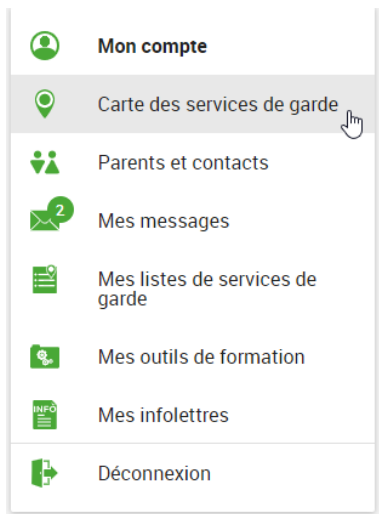 Mon compte
Carte des services de garde
Parents et contacts
2
Mes messages
Mes listes de services de
garde
Mes outils de formation
INFO
Mes infolettres
Déconnexion